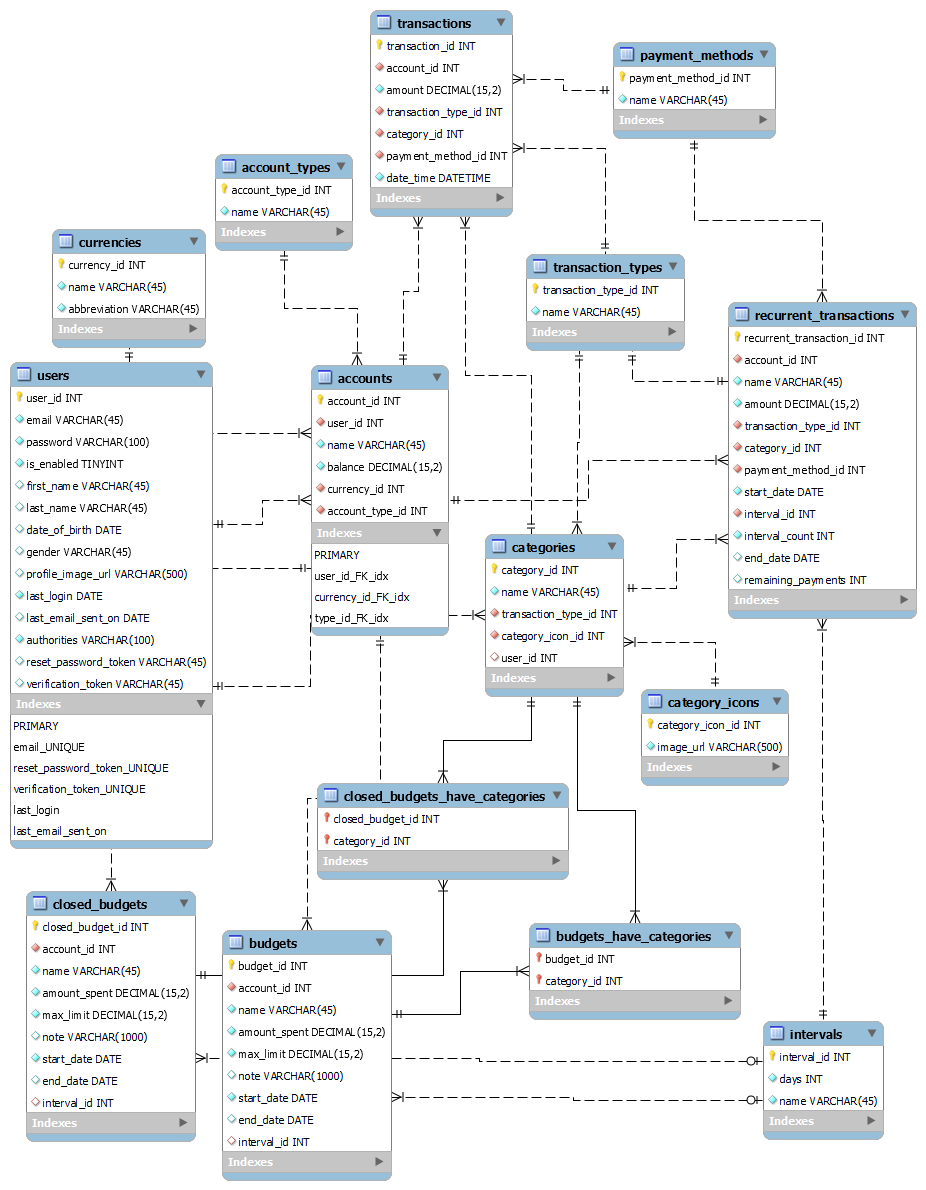 transactions
transaction_id INT
account_id INT
amount DECIMAL(15,2)
transaction_type_id INT
category_id INT
payment_method_id INT
date_time DATETIME
Indexes
payment_methods
payment_method_id INT
name VARCHAR(45)
Indexes
account_types
account_type_id INT
name VARCHAR(45)
Indexes
currencies
currency_id INT
name VARCHAR(45)
abbreviation VARCHAR(45)
Indexes
transaction_types
transaction_type_id INT
name VARCHAR(45)
Indexes
recurrent_transactions
recurrent_transaction_id INT
account_id INT
name VARCHAR(45)
amount DECIMAL(15,2)
transaction_type_id INT
category_id INT
payment_method_id INT
start_date DATE
interval_id INT
interval_count INT
end_date DATE
remaining_payments INT
Indexes
users
user_id INT
email VARCHAR(45)
password VARCHAR(100)
is_enabled TINYINT
first_name VARCHAR(45)
last_name VARCHAR(45)
date_of_birth DATE
gender VARCHAR(45)
profile_image_url VARCHAR(500)
last_login DATE
last_email_sent_on DATE
authorities VARCHAR(100)
reset_password_token VARCHAR(45)
verification_token VARCHAR(45)
Indexes
PRIMARY
email_UNIQUE
reset_password_token_UNIQUE
verification_token_UNIQUE
last_login
last_email_sent_on
accounts
account_id INT
user_id INT
name VARCHAR(45)
balance DECIMAL(15,2)
currency_id INT
account_type_id INT
Indexes
PRIMARY
user_id_FK_idx
currency_id_FK_idx
type_id_FK_idx
categories
category_id INT
name VARCHAR(45)
transaction_type_id INT
category_icon_id INT
user_id INT
Indexes
category_icons
category_icon_id INT
image_url VARCHAR(500)
Indexes
closed_budgets_have_categories
closed_budget_id INT
category_id INT
Indexes
closed_budgets
closed_budget_id INT
account_id INT
name VARCHAR(45)
amount_spent DECIMAL(15,2)
max_limit DECIMAL(15,2)
note VARCHAR(1000)
start_date DATE
end_date DATE
interval_id INT
Indexes
budgets
budget_id INT
account_id INT
name VARCHAR(45)
amount_spent DECIMAL(15,2)
max_limit DECIMAL(15,2)
note VARCHAR(1000)
start_date DATE
end_date DATE
interval_id INT
Indexes
budgets_have_categories
budget_id INT
category_id INT
Indexes
intervals
interval_id INT
days INT
name VARCHAR(45)
Indexes